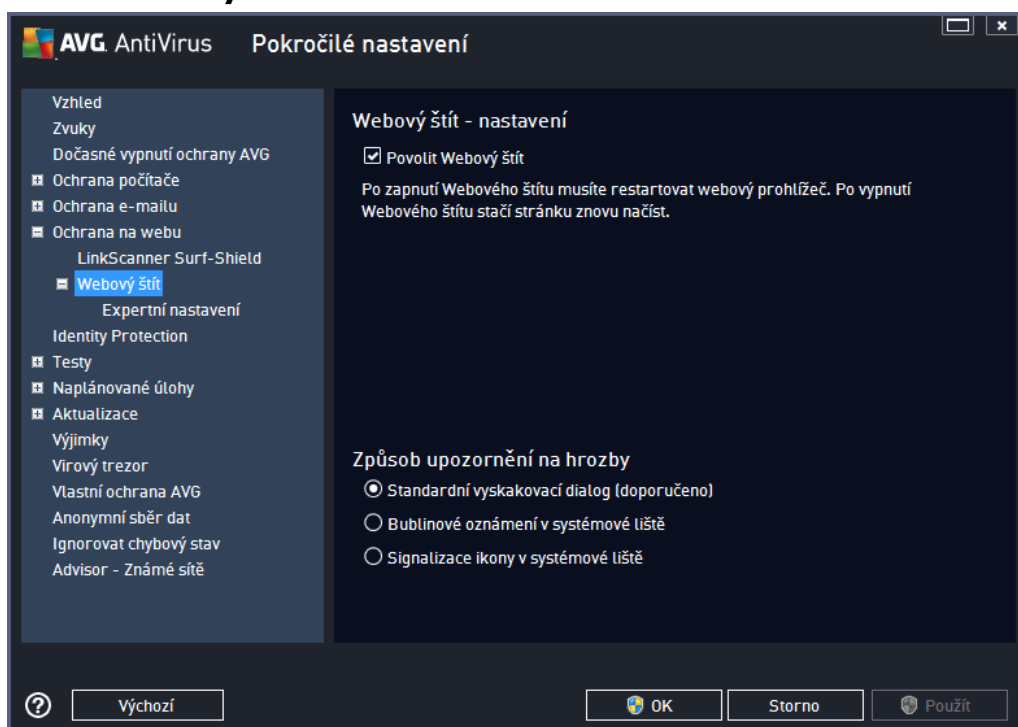 AVG. AntiVirus Pokročilé nastavení
Vzhled
Zvuky
Dočasné vypnutí ochrany AVG
Ochrana počítače
Ochrana e-mailu
Ochrana na webu
LinkScanner Surf-Shield
Webový štít
Expertní nastavení
Identity Protection
Testy
Naplánované úlohy
Aktualizace
Výjimky
Virový trezor
Vlastní ochrana AVG
Anonymní sběr dat
Ignorovat chybový stav
Advisor - Známé sítě
Webový štít - nastavení
Povolit Webový štít
Po zapnutí Webového štítu musíte restartovat webový prohlížeč. Po vypnutí
Webového štítu stačí stránku znovu načíst.
Způsob upozornění na hrozby
Standardní vyskakovací dialog (doporučeno)
Bublinové oznámení v systémové liště
Signalizace ikony v systémové liště
? Výchozí OK Storno Použít